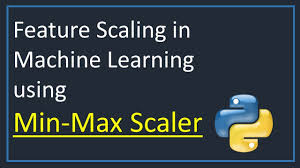 Feature Scaling in
Machine Learning
using
Min-Max Scaler